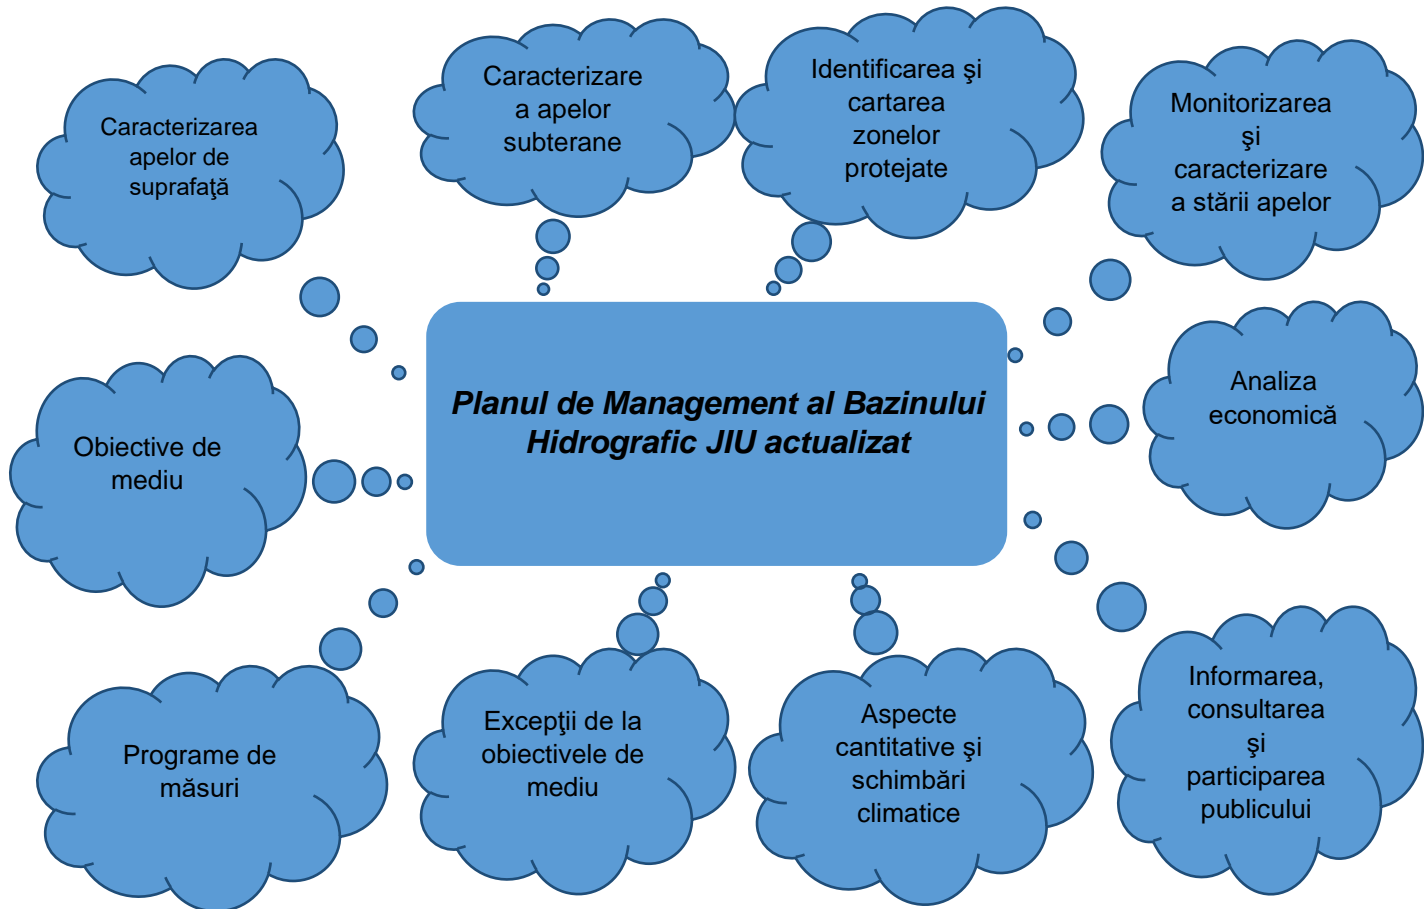 Caracterizarea
apelor de
suprafaţă
Caracterizare
a apelor
subterane
Identificarea şi
cartarea
zonelor
protejate
Monitorizarea
şi
caracterizare
a stării apelor
Planul de Management al Bazinului
Hidrografic JIU actualizat
Analiza
economică
Obiective de
mediu
Programe de
măsuri
Excepţii de la
obiectivele de
mediu
Aspecte
cantitative şi
schimbări
climatice
Informarea,
consultarea
şi
participarea
publicului